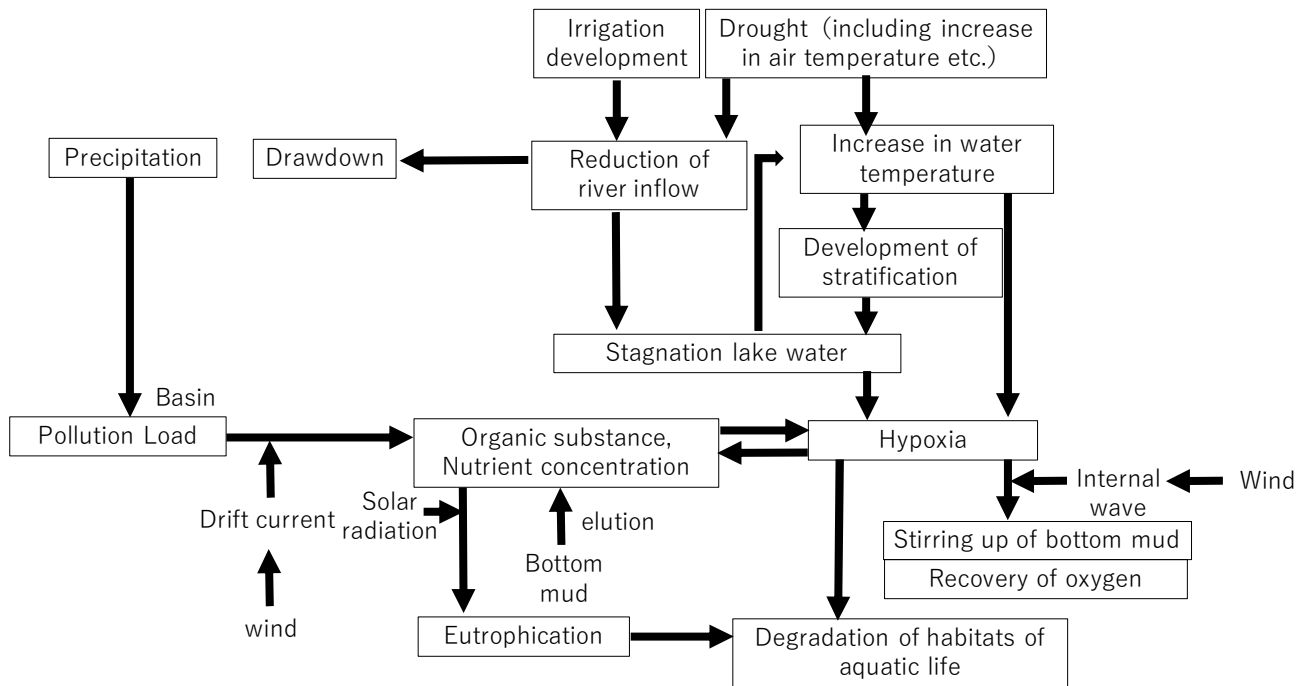 Irrigation
development
Drought（including increase
in air temperature etc.）
Precipitation
Drawdown
Reduction of
river inflow
Increase in water
temperature
Development of
stratification
Stagnation lake water
Basin
Pollution Load
Organic substance,
Nutrient concentration
Hypoxia
Solar
radiation
Drift current
elution
Internal
wave
Wind
Stirring up of bottom mud
Recovery of oxygen
Bottom
mud
wind
Eutrophication
Degradation of habitats of
aquatic life